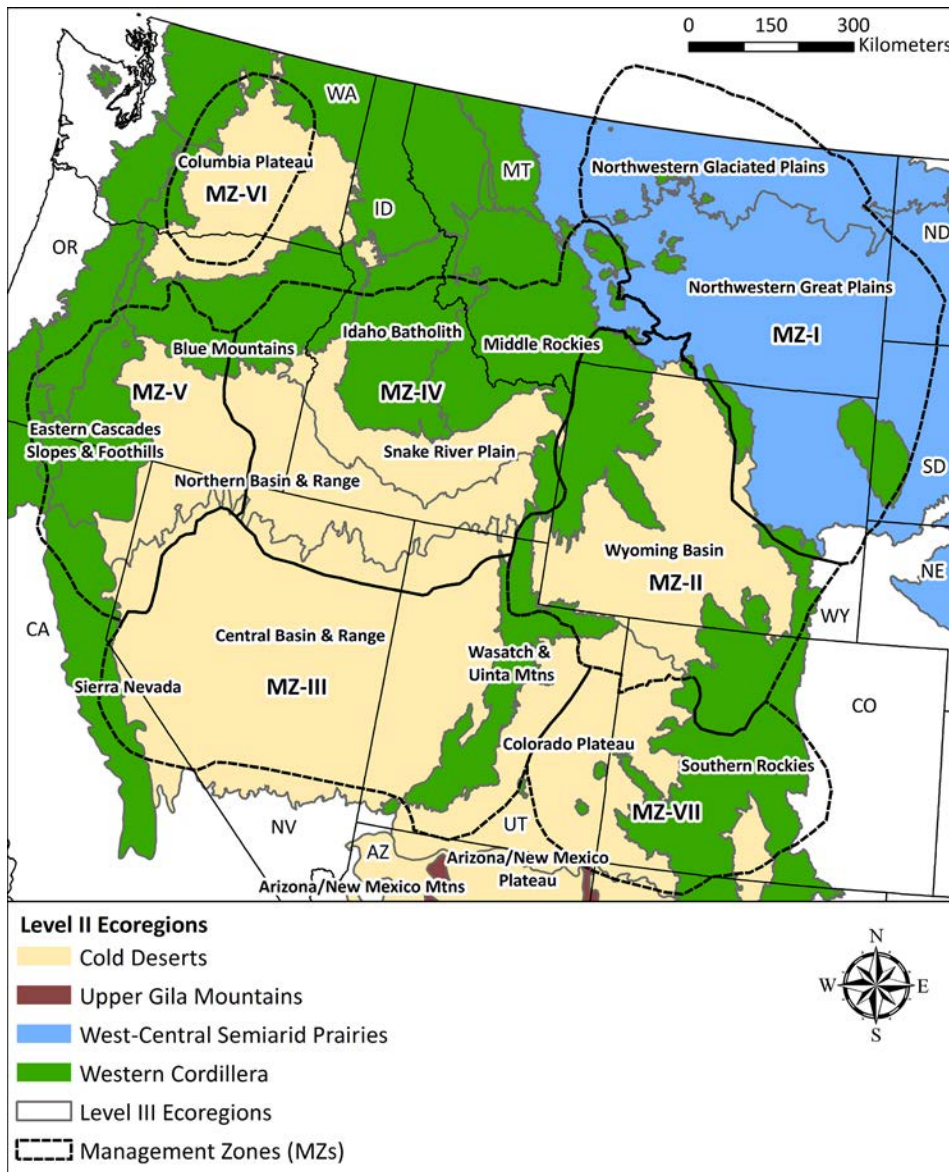 0 150 300
Kilometers
WA
Northwestern Glaciated Plains
Columbia Plateau
MT
MZ-VI
ID
ND
OR
Northwestern Great Plains
Idaho Batholith
MZ-I
Middle Rockies
Blue Mountains
MZ-V
MZ-IV
Eastern Cascades
Slopes & Foothills
Snake River Plain
SD
Northern Basin & Range
Wyoming Basin
NE
MZ-II
CA
WY
Central Basin & Range
Wasatch &
Uinta Mtns
Sierra Nevada
MZ-III
CO
Colorado Plateau
Southern Rockies
MZ-VII
NV
UT
AZ
Arizona/New Mexico
Plateau
Arizona/New Mexico Mtns
Level II Ecoregions
Cold Deserts
Upper Gila Mountains
West-Central Semiarid Prairies
Western Cordillera
Level III Ecoregions
Management Zones (MZs)
N
W E
S